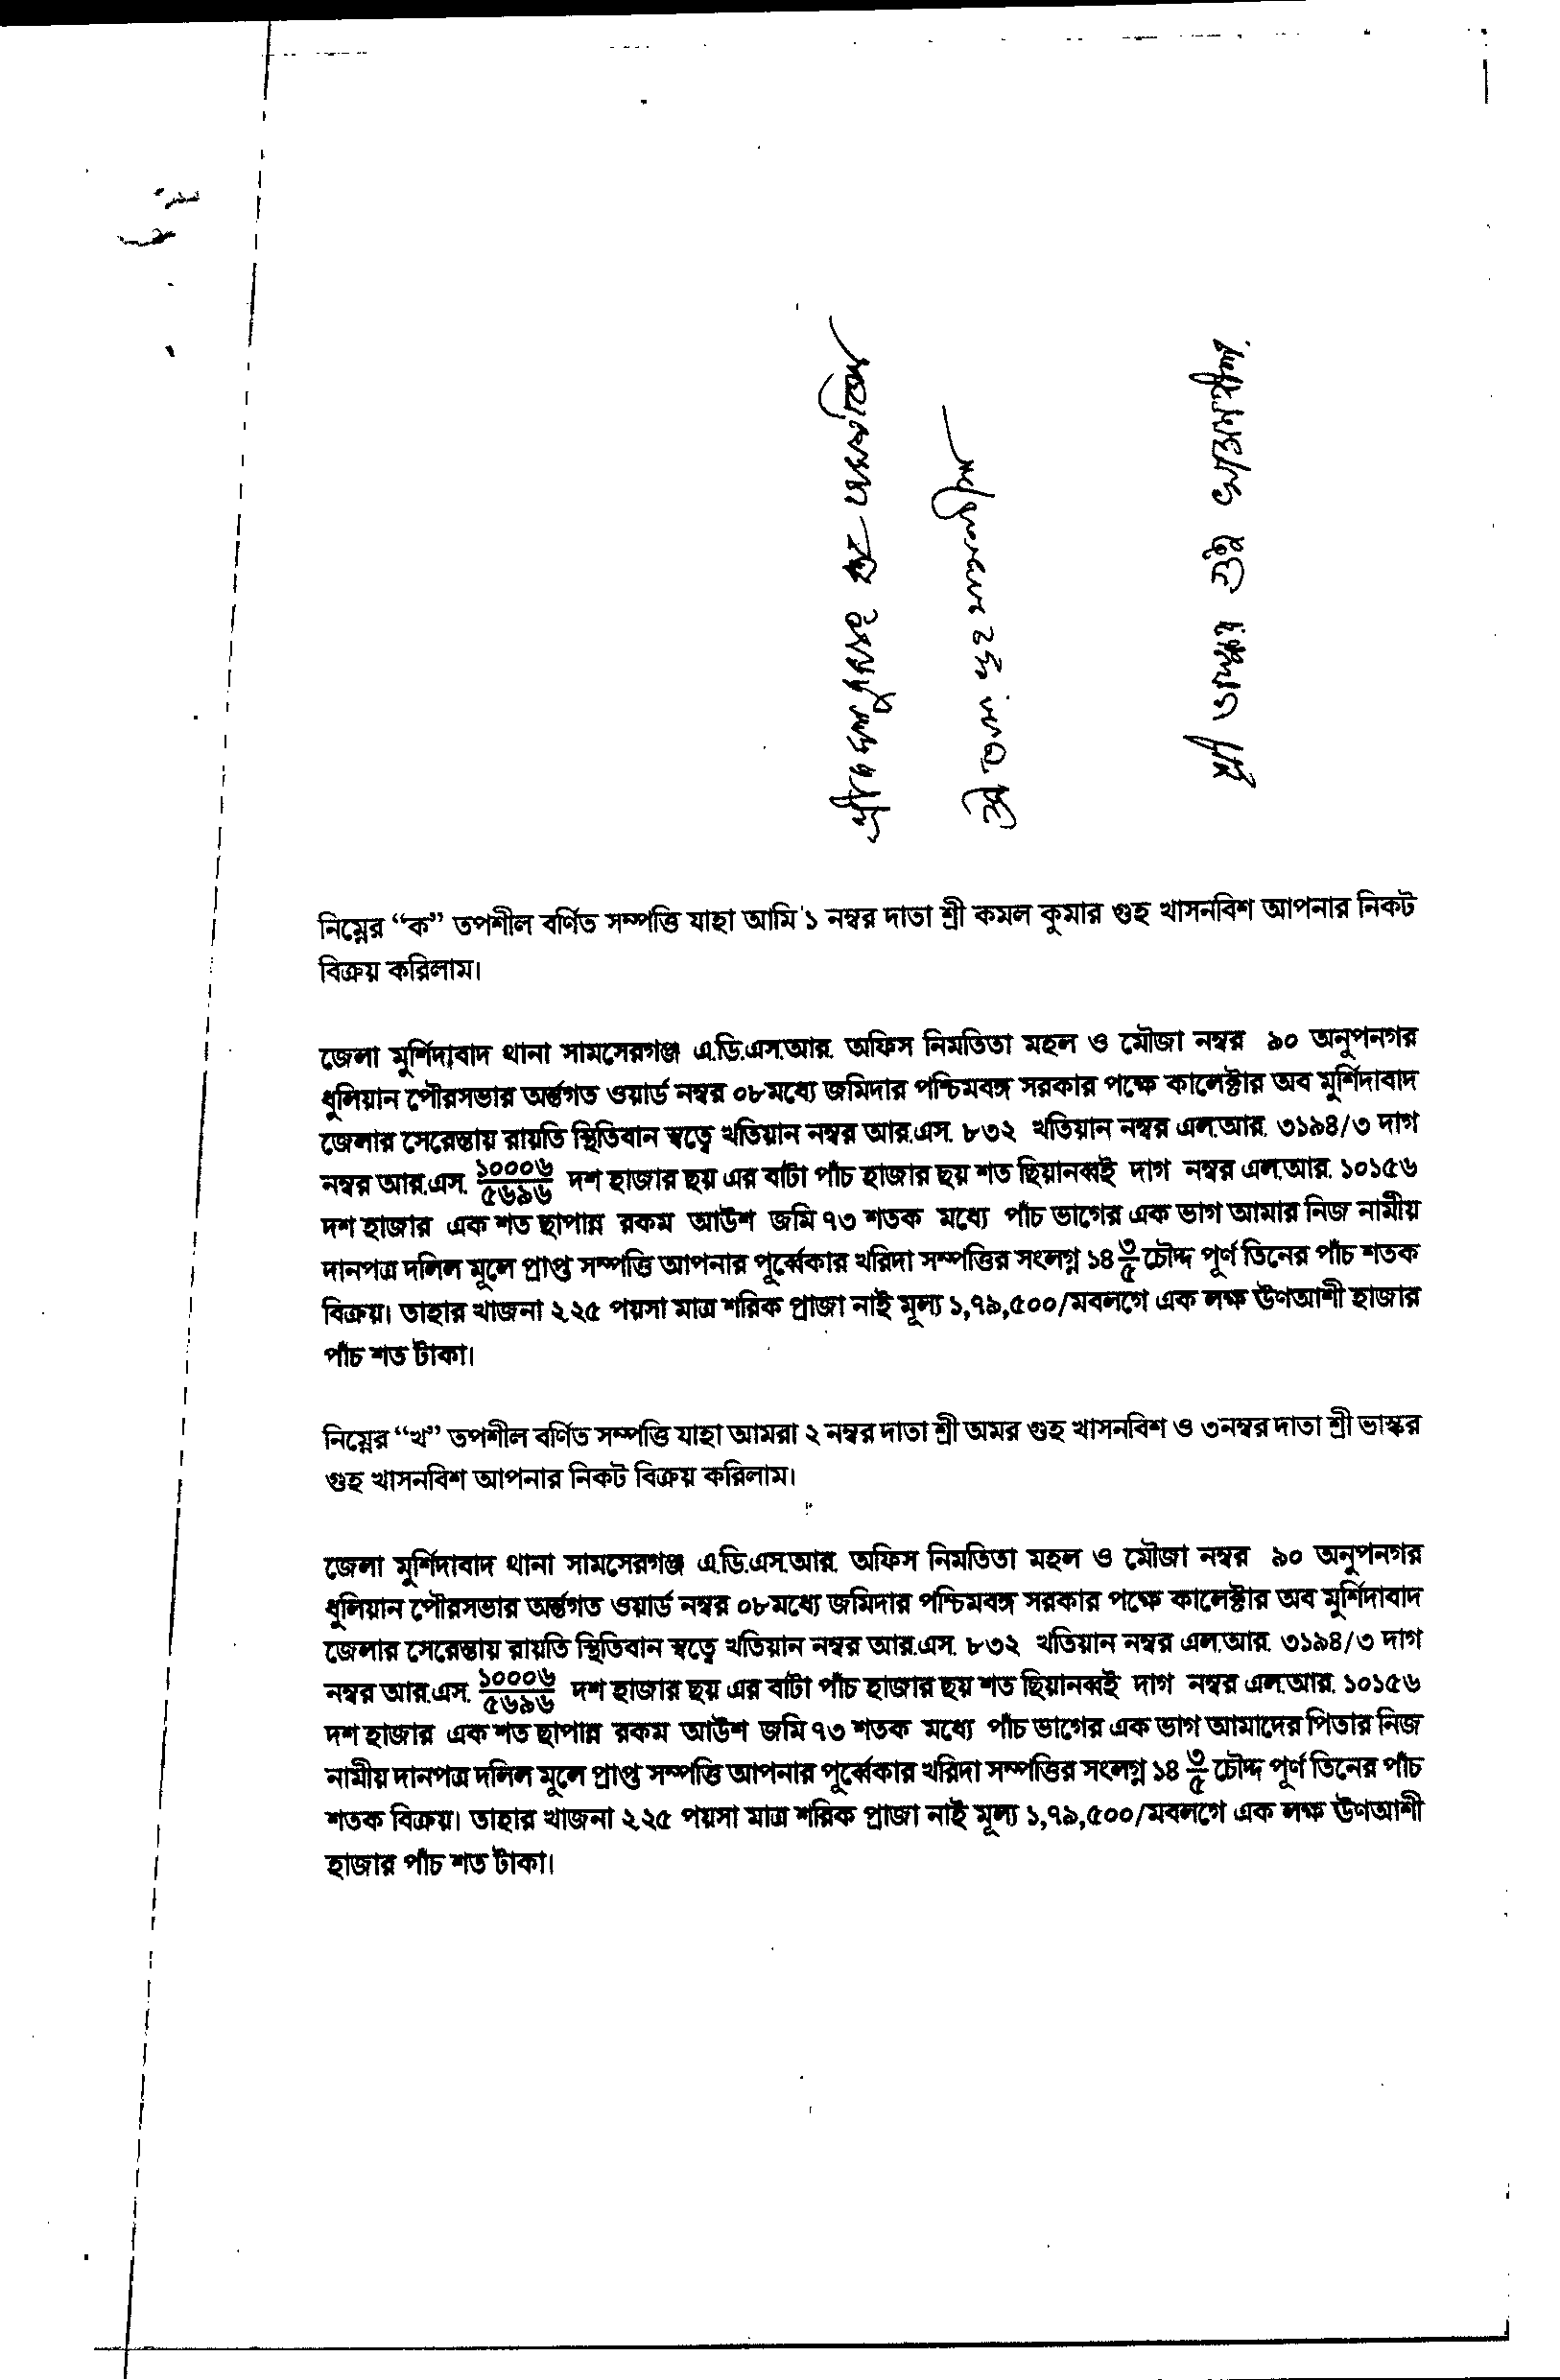 শ্রী কমল কুমার গুহ খাসনবিশ
শ্রী অমর গুহ খাসনবিশ
শ্রী ভাস্কর গুহ খাসনবীশ
নিম্নের “ক” তপশীল বর্ণিত সম্পত্তি যাহা আমি ১ নম্বর দাতা শ্রী কমল কুমার গুহ খাসনবিশ আপনার নিকট
বিক্রয় করিলাম।
জেলা মুর্শিদাবাদ থানা সামসেরগঞ্জ এ.ডি.এস.আর. অফিস নিমতিতা মহল ও মৌজা নম্বর ৯০ অনুপনগর
ধুলিয়ান পৌরসভার অর্ন্তগত ওয়ার্ড নম্বর ০৮মধ্যে জমিদার পশ্চিমবঙ্গ সরকার পক্ষে কালেক্টার অব মুর্শিদাবাদ
জেলার সেরেস্তায় রায়তি স্থিতিবান স্বত্বে খতিয়ান নম্বর আর.এস. ৮৩২ খতিয়ান নম্বর এল.আর. ৩১৯৪/৩ দাগ
নম্বর আর.এস. ১০০০৬/৫৬৯৬ দশ হাজার ছয় এর বাটা পাঁচ হাজার ছয় শত ছিয়ানব্বই দাগ নম্বর এল.আর. ১০১৫৬
দশ হাজার এক শত ছাপান্ন রকম আউশ জমি ৭৩ শতক মধ্যে পাঁচ ভাগের এক ভাগ আমার নিজ নামীয়
দানপত্র দলিল মূলে প্রাপ্ত সম্পত্তি আপনার পূর্ব্বেকার খরিদা সম্পত্তির সংলগ্ন ১৪ ৩/৫ চৌদ্দ পূর্ণ তিনের পাঁচ শতক
বিক্রয়। তাহার খাজনা ২.২৫ পয়সা মাত্র শরিক প্রাজা নাই মূল্য ১,৭৯,৫০০/মবলগে এক লক্ষ ঊণআশী হাজার
পাঁচ শত টাকা।
নিম্নের “খ” তপশীল বর্ণিত সম্পত্তি যাহা আমরা ২ নম্বর দাতা শ্রী অমর গুহ খাসনবিশ ও ৩নম্বর দাতা শ্রী ভাস্কর
গুহ খাসনবিশ আপনার নিকট বিক্রয় করিলাম।
জেলা মুর্শিদাবাদ থানা সামসেরগঞ্জ এ.ডি.এস.আর. অফিস নিমতিতা মহল ও মৌজা নম্বর ৯০ অনুপনগর
ধুলিয়ান পৌরসভার অর্ন্তগত ওয়ার্ড নম্বর ০৮মধ্যে জমিদার পশ্চিমবঙ্গ সরকার পক্ষে কালেক্টার অব মুর্শিদাবাদ
জেলার সেরেস্তায় রায়তি স্থিতিবান স্বত্বে খতিয়ান নম্বর আর.এস. ৮৩২ খতিয়ান নম্বর এল.আর. ৩১৯৪/৩ দাগ
নম্বর আর.এস. ১০০০৬/৫৬৯৬ দশ হাজার ছয় এর বাটা পাঁচ হাজার ছয় শত ছিয়ানব্বই দাগ নম্বর এল.আর. ১০১৫৬
দশ হাজার এক শত ছাপান্ন রকম আউশ জমি ৭৩ শতক মধ্যে পাঁচ ভাগের এক ভাগ আমাদের পিতার নিজ
নামীয় দানপত্র দলিল মূলে প্রাপ্ত সম্পত্তি আপনার পূর্ব্বেকার খরিদা সম্পত্তির সংলগ্ন ১৪ ৩/৫ চৌদ্দ পূর্ণ তিনের পাঁচ
শতক বিক্রয়। তাহার খাজনা ২.২৫ পয়সা মাত্র শরিক প্রাজা নাই মূল্য ১,৭৯,৫০০/মবলগে এক লক্ষ ঊণআশী
হাজার পাঁচ শত টাকা।